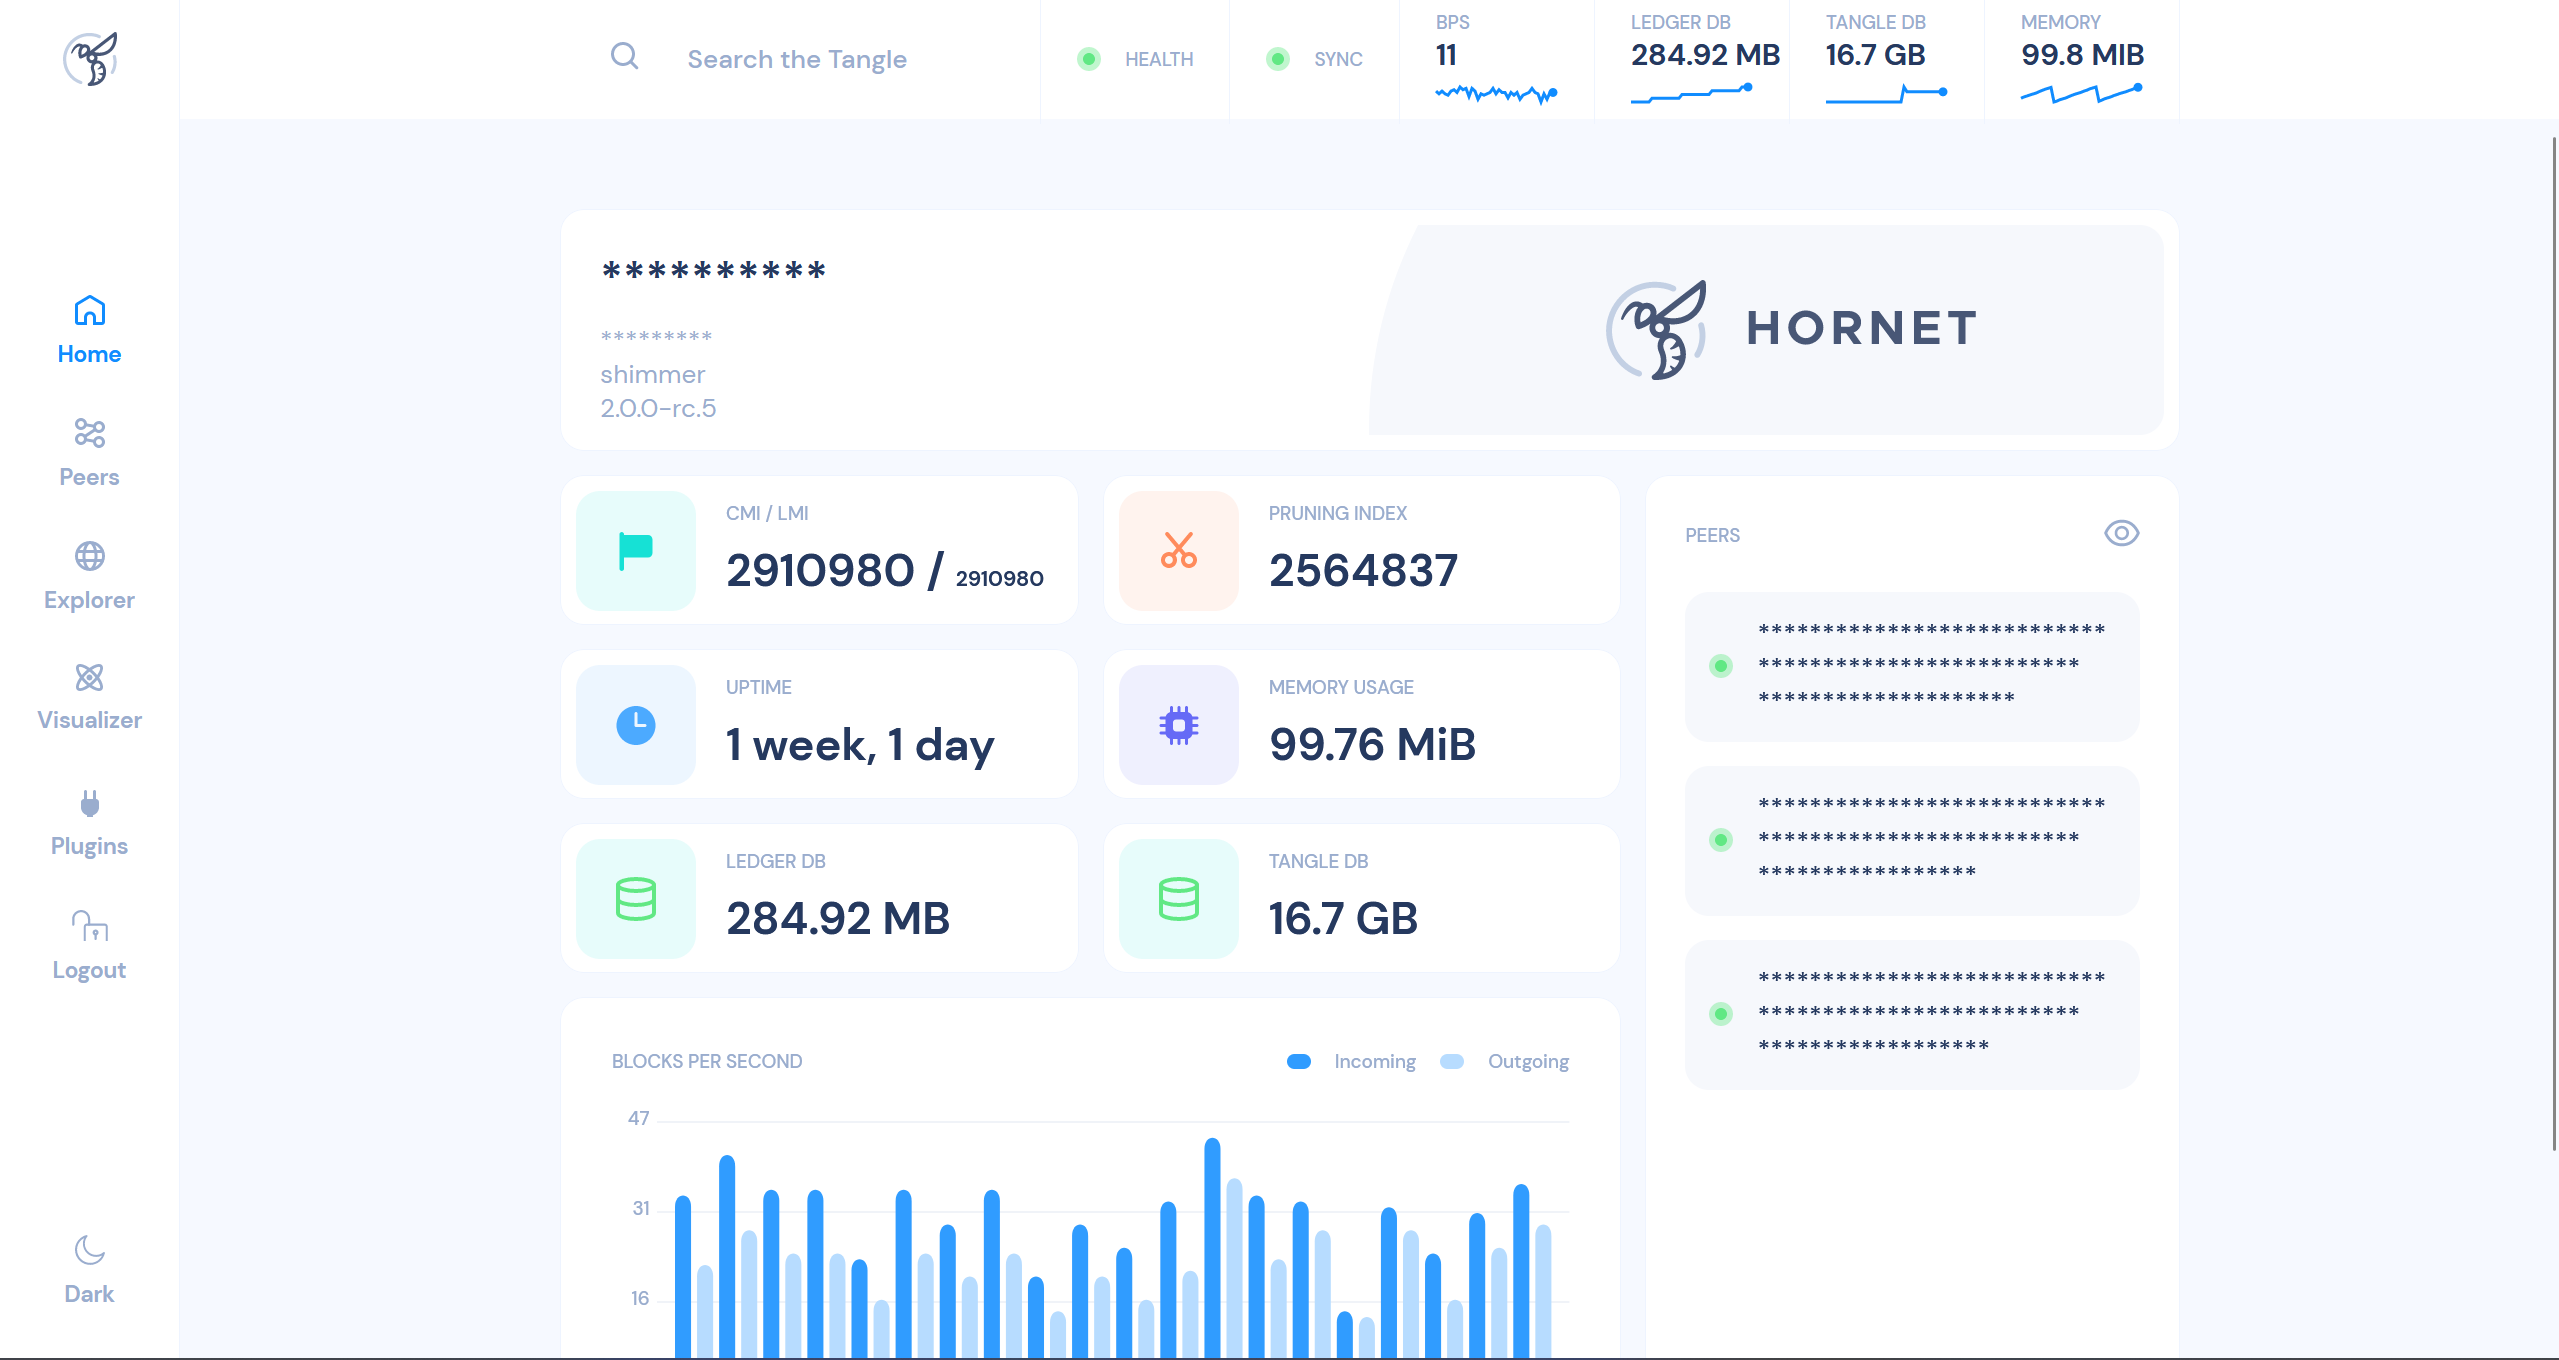 Search the Tangle
HEALTH
SYNC
BPS
11
LEDGER DB
284.92 MB
TANGLE DB
16.7 GB
MEMORY
99.8 MIB
Home
Peers
Explorer
Visualizer
Plugins
Logout
Dark
**********
*********
shimmer
2.0.0-rc.5
HORNET
CMI / LMI
2910980 / 2910980
PRUNING INDEX
2564837
UPTIME
1 week, 1 day
MEMORY USAGE
99.76 MiB
LEDGER DB
284.92 MB
TANGLE DB
16.7 GB
PEERS
***************************
*************************
********************
***************************
*************************
*****************
***************************
*************************
******************
BLOCKS PER SECOND
Incoming
Outgoing
47
31
16